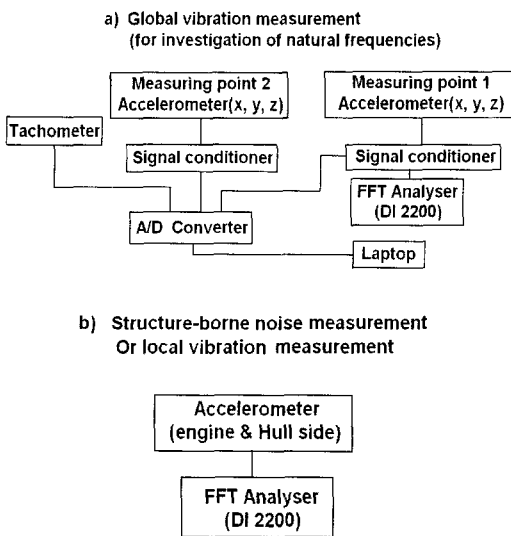 a) Global vibration measurement
(for investigation of natural frequencies)
Measuring point 2
Accelerometer(x, y, z)
Measuring point 1
Accelerometer(x, y, z)
Tachometer
Signal conditioner
Signal conditioner
FFT Analyser
(DI 2200)
A/D Converter
Laptop
b) Structure-borne noise measurement
Or local vibration measurement
Accelerometer
(engine & Hull side)
FFT Analyser
(DI 2200)